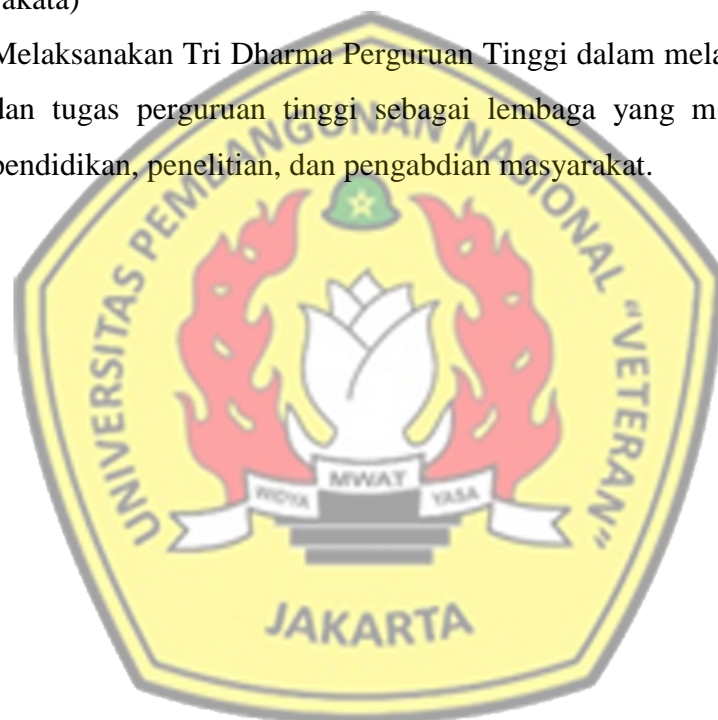 akata)
Melaksanakan Tri Dharma Perguruan Tinggi dalam mela
dan tugas perguruan tinggi sebagai lembaga yang m
pendidikan, penelitian, dan pengabdian masyarakat.
UNIVERSITAS PEMBANGUNAN NASIONAL "VETERAN"
WIDYA MWAT YASA
JAKARTA